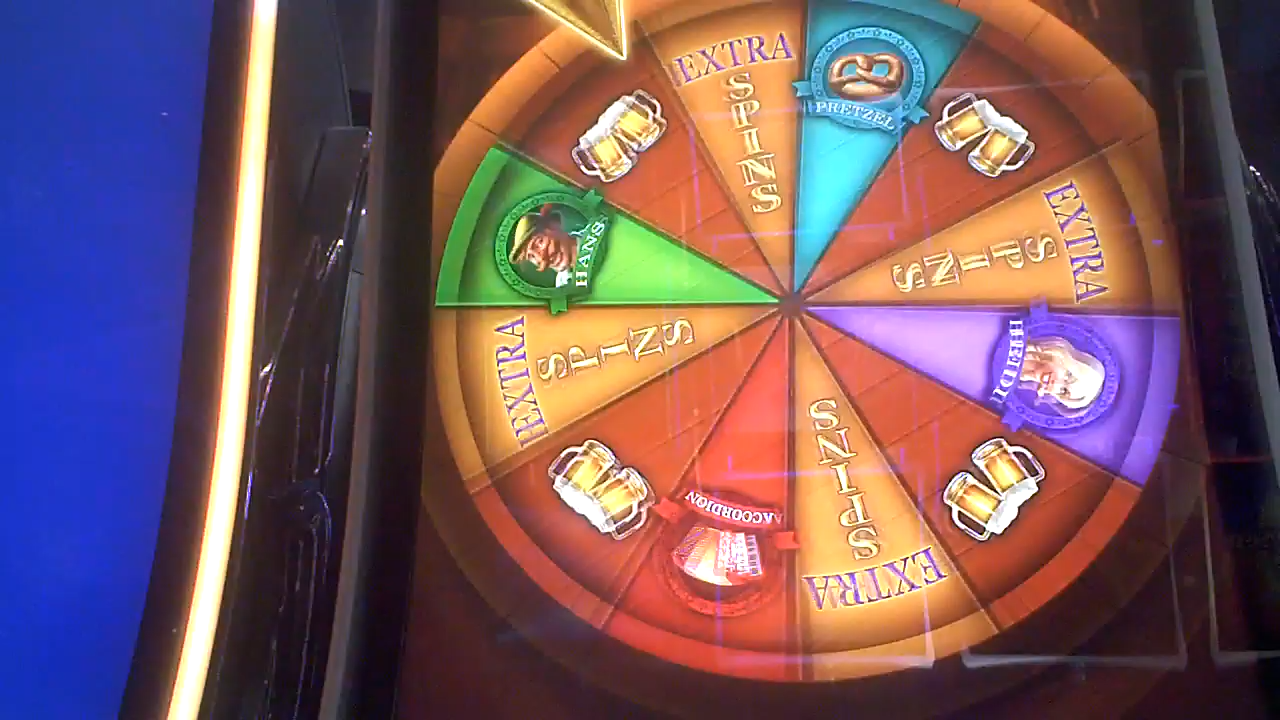 EXTRA
SPINS
PRETZEL
EXTRA
SPINS
HEIDI
EXTRA
SPINS
ACCORDION
EXTRA
SPINS
HANS